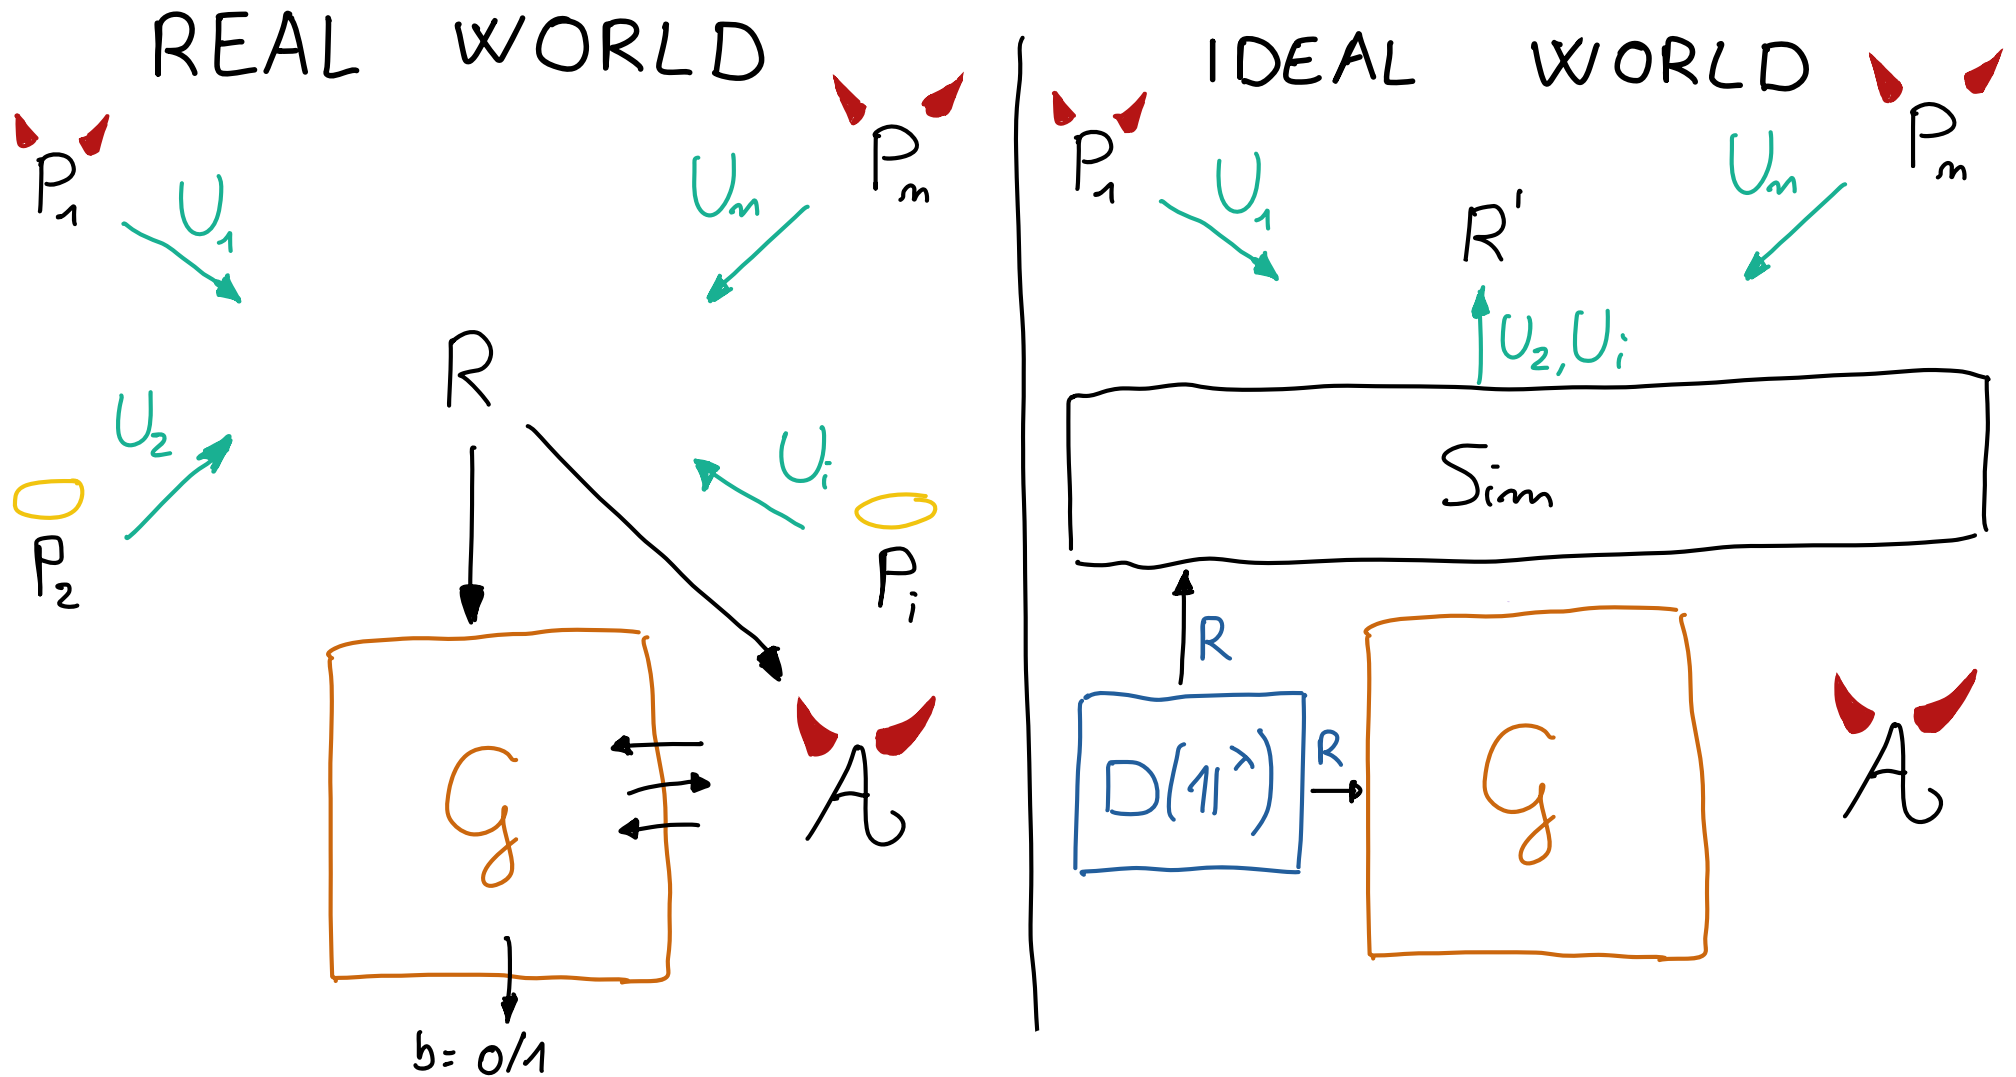 REAL WORLD
P₁
U₁
Uₙ
Pₙ
R
U₂
P₂
Uᵢ
Pᵢ
G
A
b= 0/1
IDEAL WORLD
P₁
U₁
R'
Uₙ
Pₙ
U₂, Uᵢ
Sim
R
D(1^λ)
R
G
A